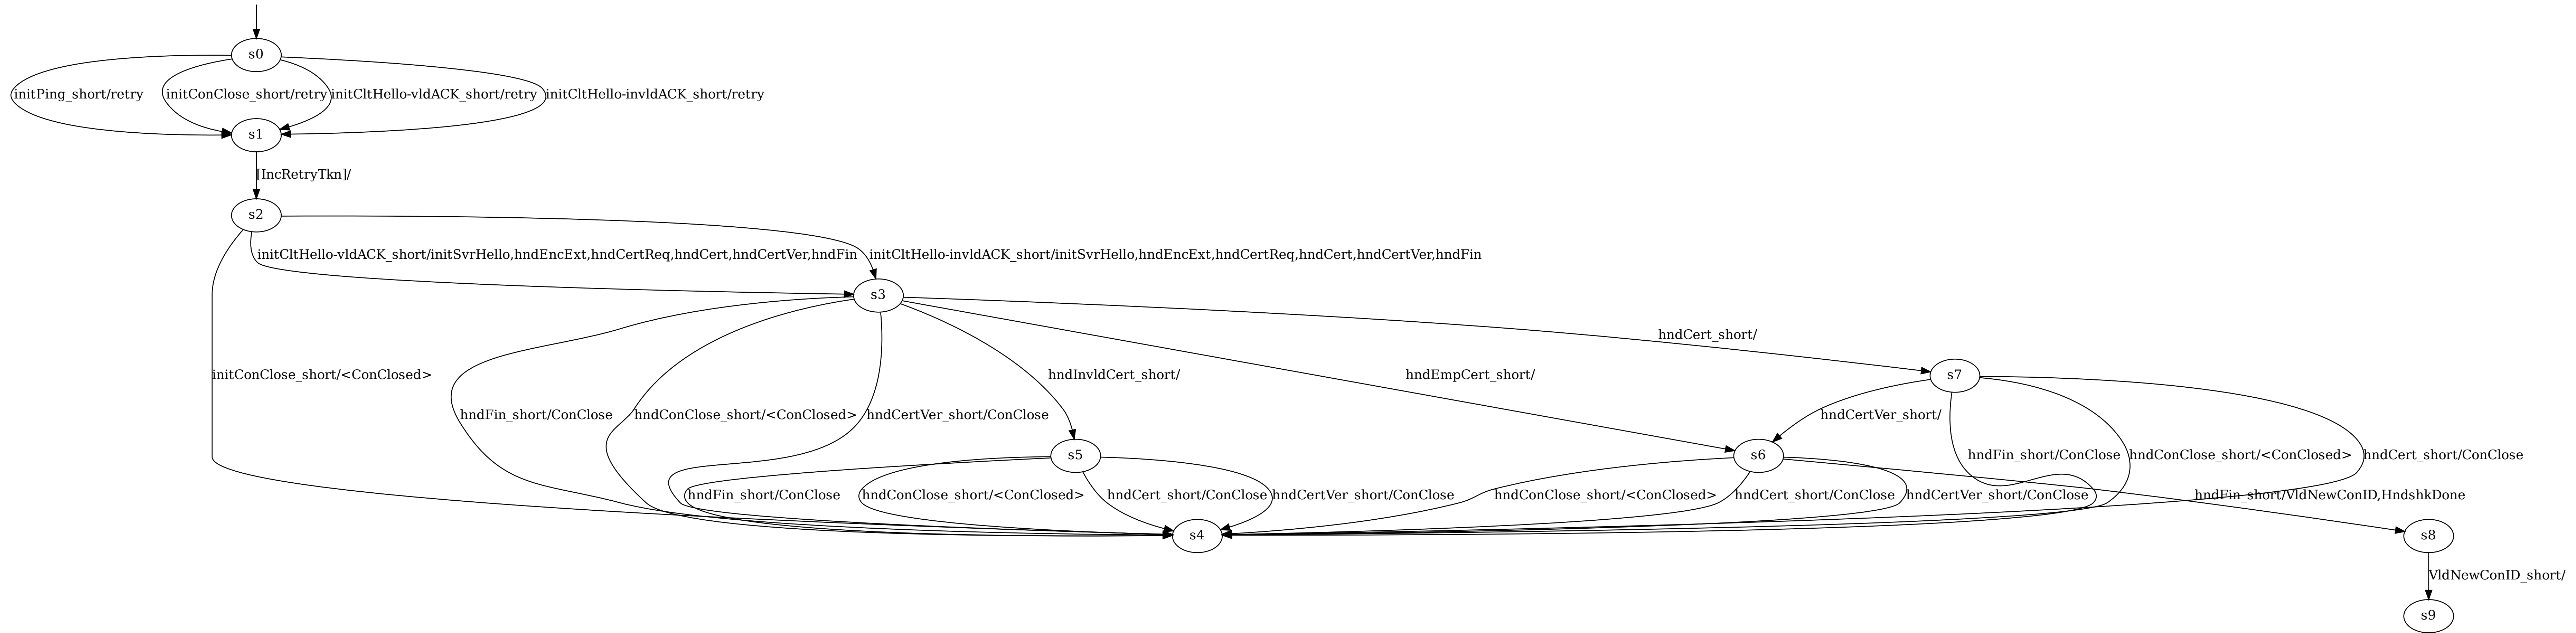 s0
initPing_short/retry
initConClose_short/retry
initCltHello-vldACK_short/retry
initCltHello-invldACK_short/retry
s1
[IncRetryTkn]/
s2
initCltHello-vldACK_short/initSvrHello,hndEncExt,hndCertReq,hndCert,hndCertVer,hndFin
initCltHello-invldACK_short/initSvrHello,hndEncExt,hndCertReq,hndCert,hndCertVer,hndFin
s3
hndCert_short/
initConClose_short/<ConClosed>
hndInvldCert_short/
hndEmpCert_short/
s7
hndFin_short/ConClose
hndConClose_short/<ConClosed>
hndCertVer_short/ConClose
hndCertVer_short/
s5
s6
hndFin_short/ConClose
hndConClose_short/<ConClosed>
hndCert_short/ConClose
hndFin_short/ConClose
hndConClose_short/<ConClosed>
hndCert_short/ConClose
hndCertVer_short/ConClose
hndConClose_short/<ConClosed>
hndCert_short/ConClose
hndCertVer_short/ConClose
hndFin_short/VldNewConID,HndshkDone
s4
s8
VldNewConID_short/
s9